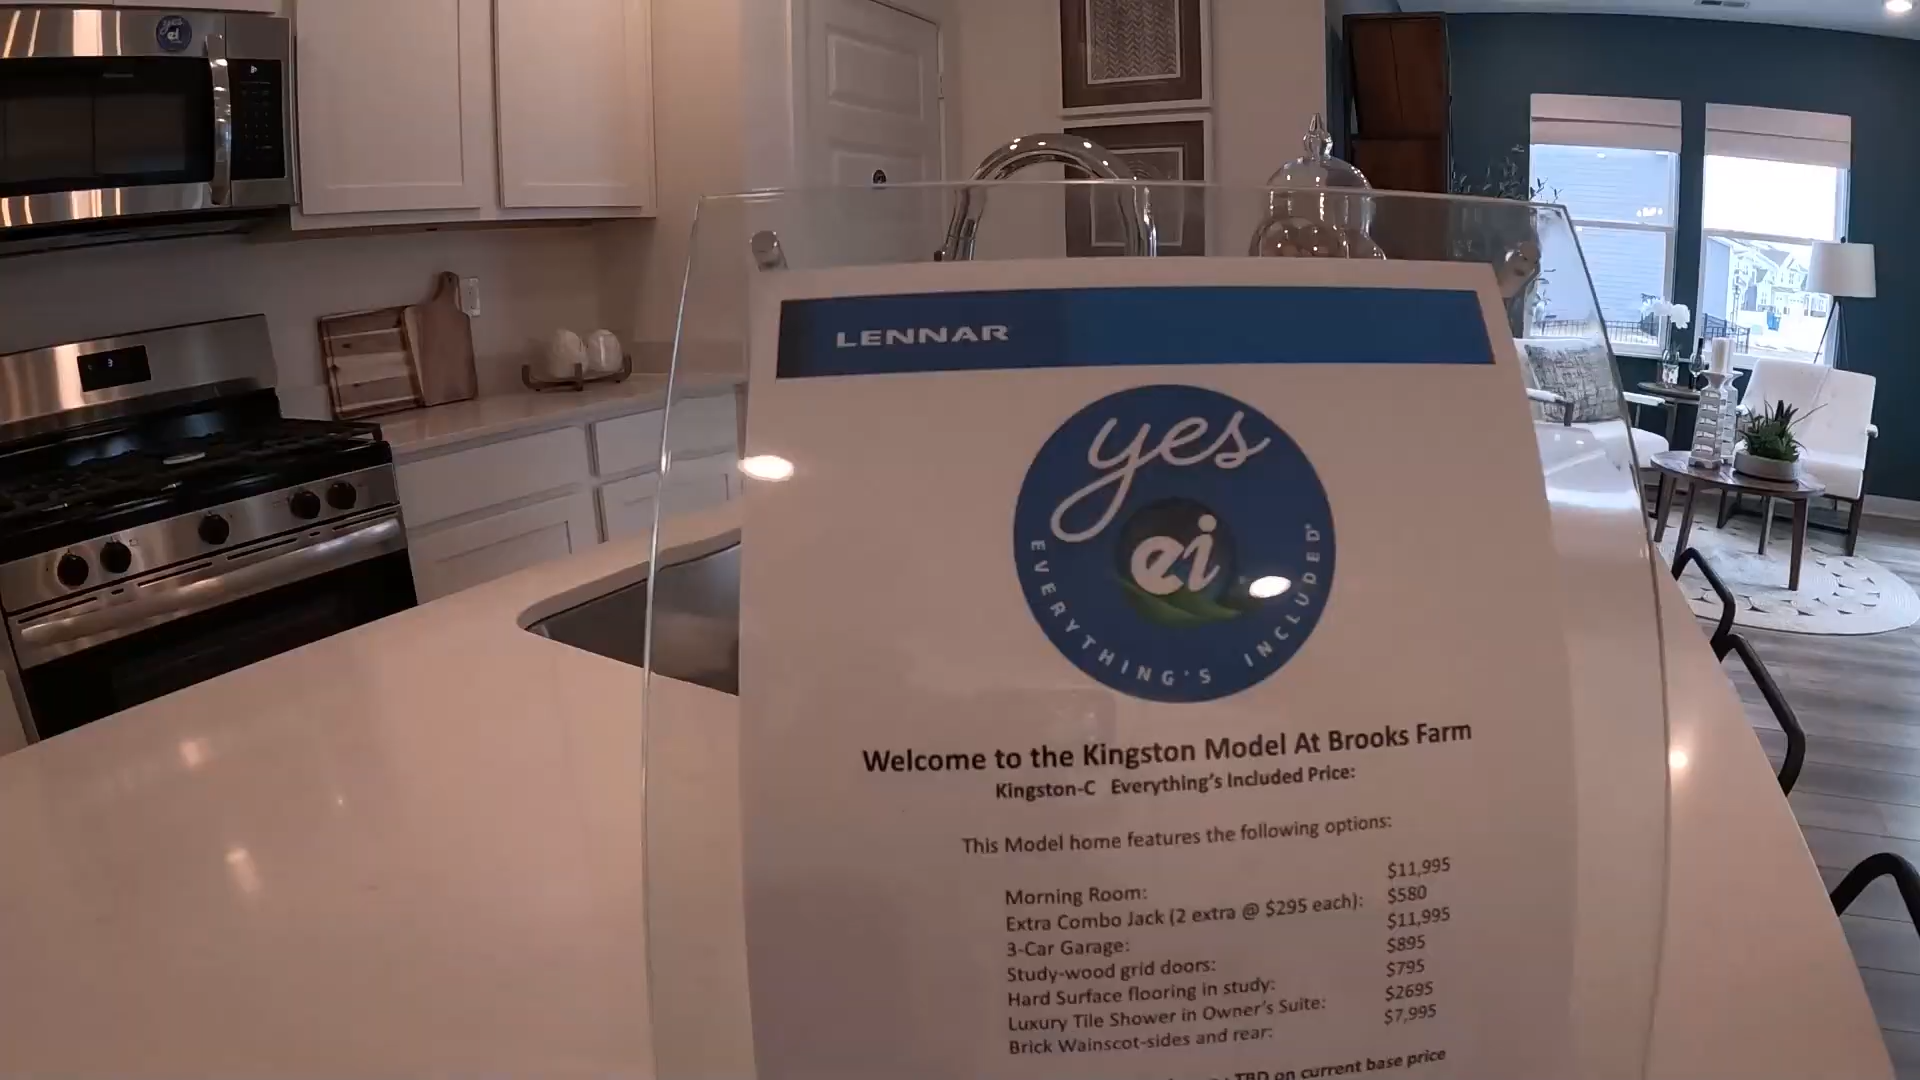 yes
ei
LENNAR
yes
ei
EVERYTHING'S INCLUDED®
Welcome to the Kingston Model At Brooks Farm
Kingston-C Everything's Included Price:
This Model home features the following options:
Morning Room: $11,995
Extra Combo Jack (2 extra @ $295 each): $580
3-Car Garage: $11,995
Study-wood grid doors: $895
Hard Surface flooring in study: $795
Luxury Tile Shower in Owner's Suite: $2695
Brick Wainscot-sides and rear: $7,995
TBD on current base price